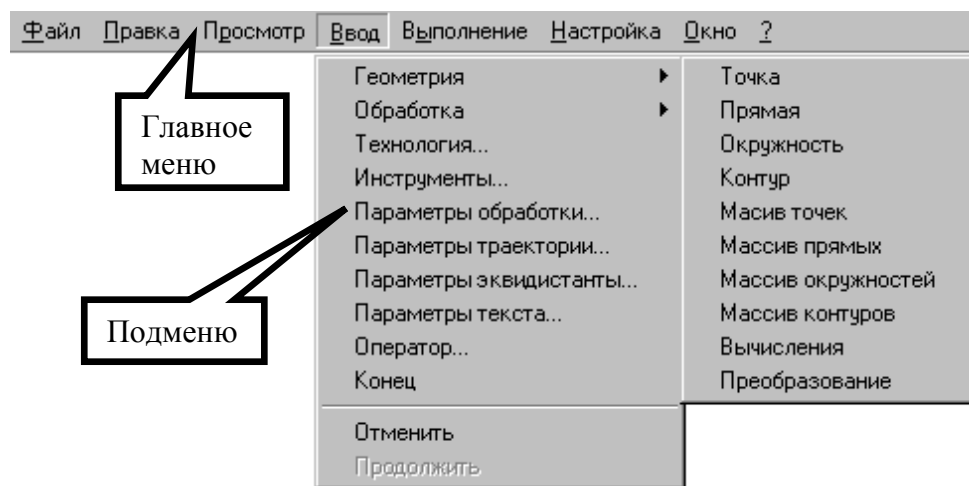 Файл Правка Просмотр Ввод Выполнение Настройка Окно ?
Главное
меню
Подменю
Геометрия
Обработка
Технология...
Инструменты...
Параметры обработки...
Параметры траектории...
Параметры эквидистанты...
Параметры текста...
Оператор...
Конец
Отменить
Продолжить
Точка
Прямая
Окружность
Контур
Масив точек
Массив прямых
Массив окружностей
Массив контуров
Вычисления
Преобразование